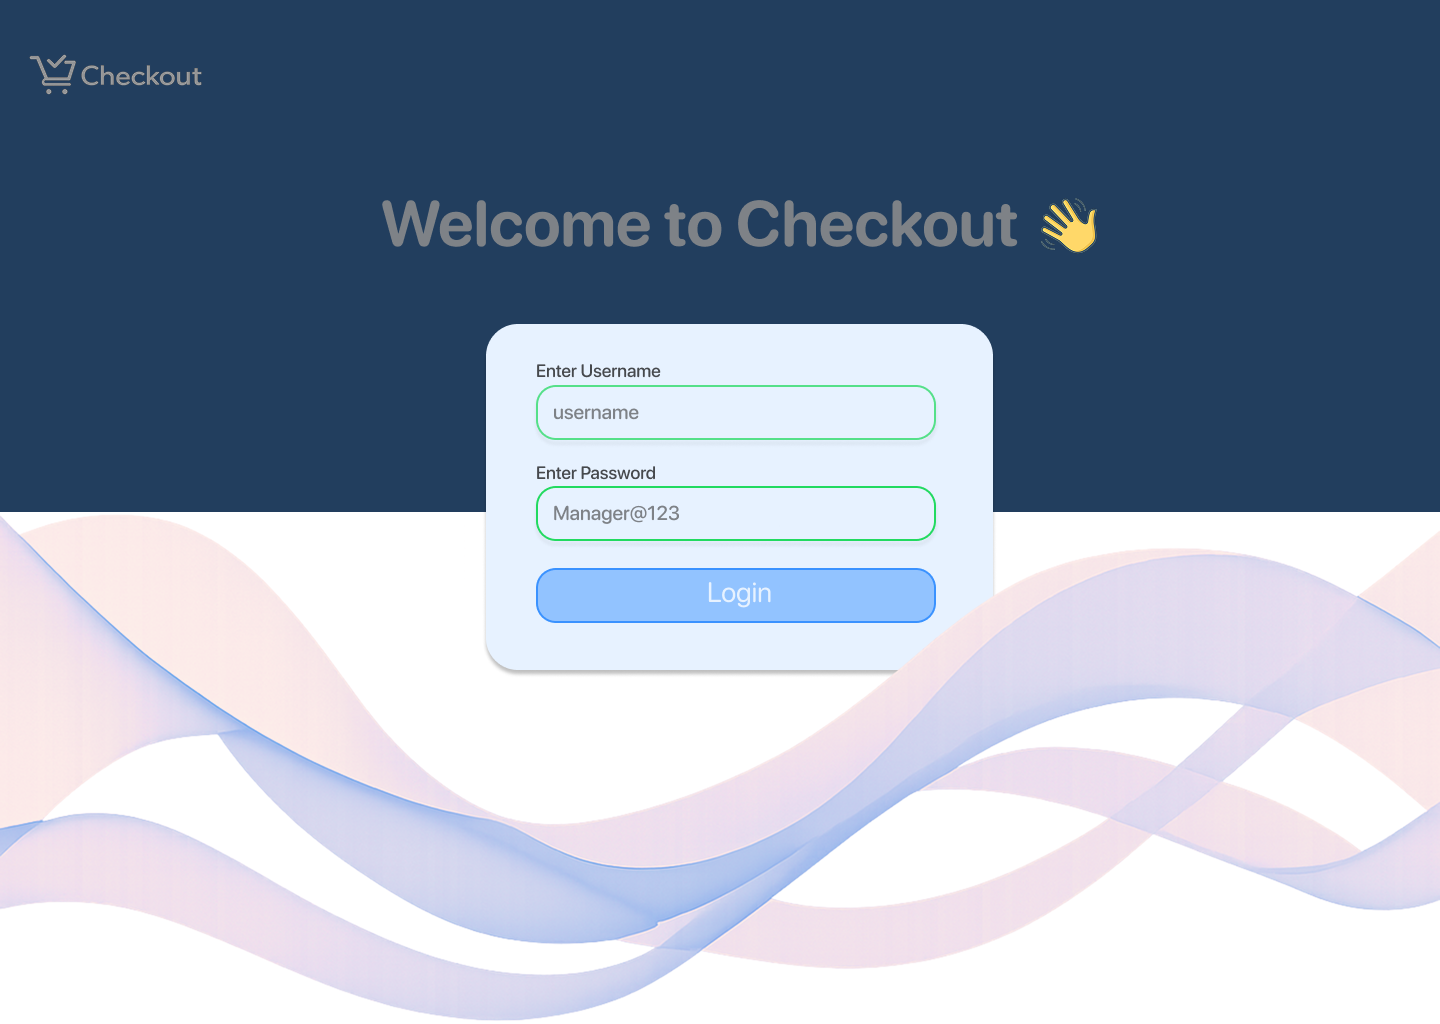 Checkout
Welcome to Checkout 👋
Enter Username
username
Enter Password
Manager@123
Login